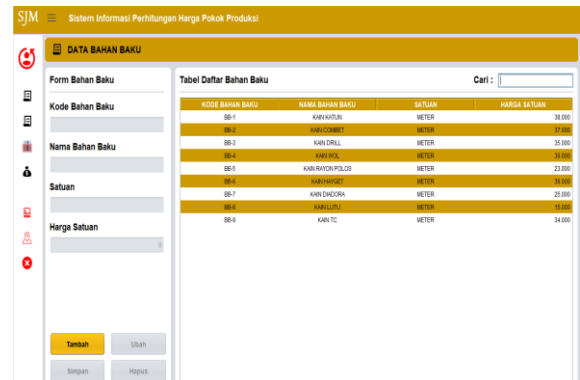 SJM Sistem Informasi Perhitungan Harga Pokok Produksi
DATA BAHAN BAKU
Form Bahan Baku
Kode Bahan Baku
Nama Bahan Baku
Satuan
Harga Satuan
0
Tambah Ubah
Simpan Hapus
Tabel Daftar Bahan Baku Cari :
KODE BAHAN BAKU NAMA BAHAN BAKU SATUAN HARGA SATUAN
BB-1 KAIN KATUN METER 38.000
BB-2 KAIN COMBET METER 37.000
BB-3 KAIN DRILL METER 35.000
BB-4 KAIN WOL METER 30.000
BB-5 KAIN RAYON POLOS METER 23.000
BB-6 KAIN HAYGET METER 39.000
BB-7 KAIN DIADORA METER 25.000
BB-8 KAIN LUTU METER 15.000
BB-9 KAIN TC METER 34.000